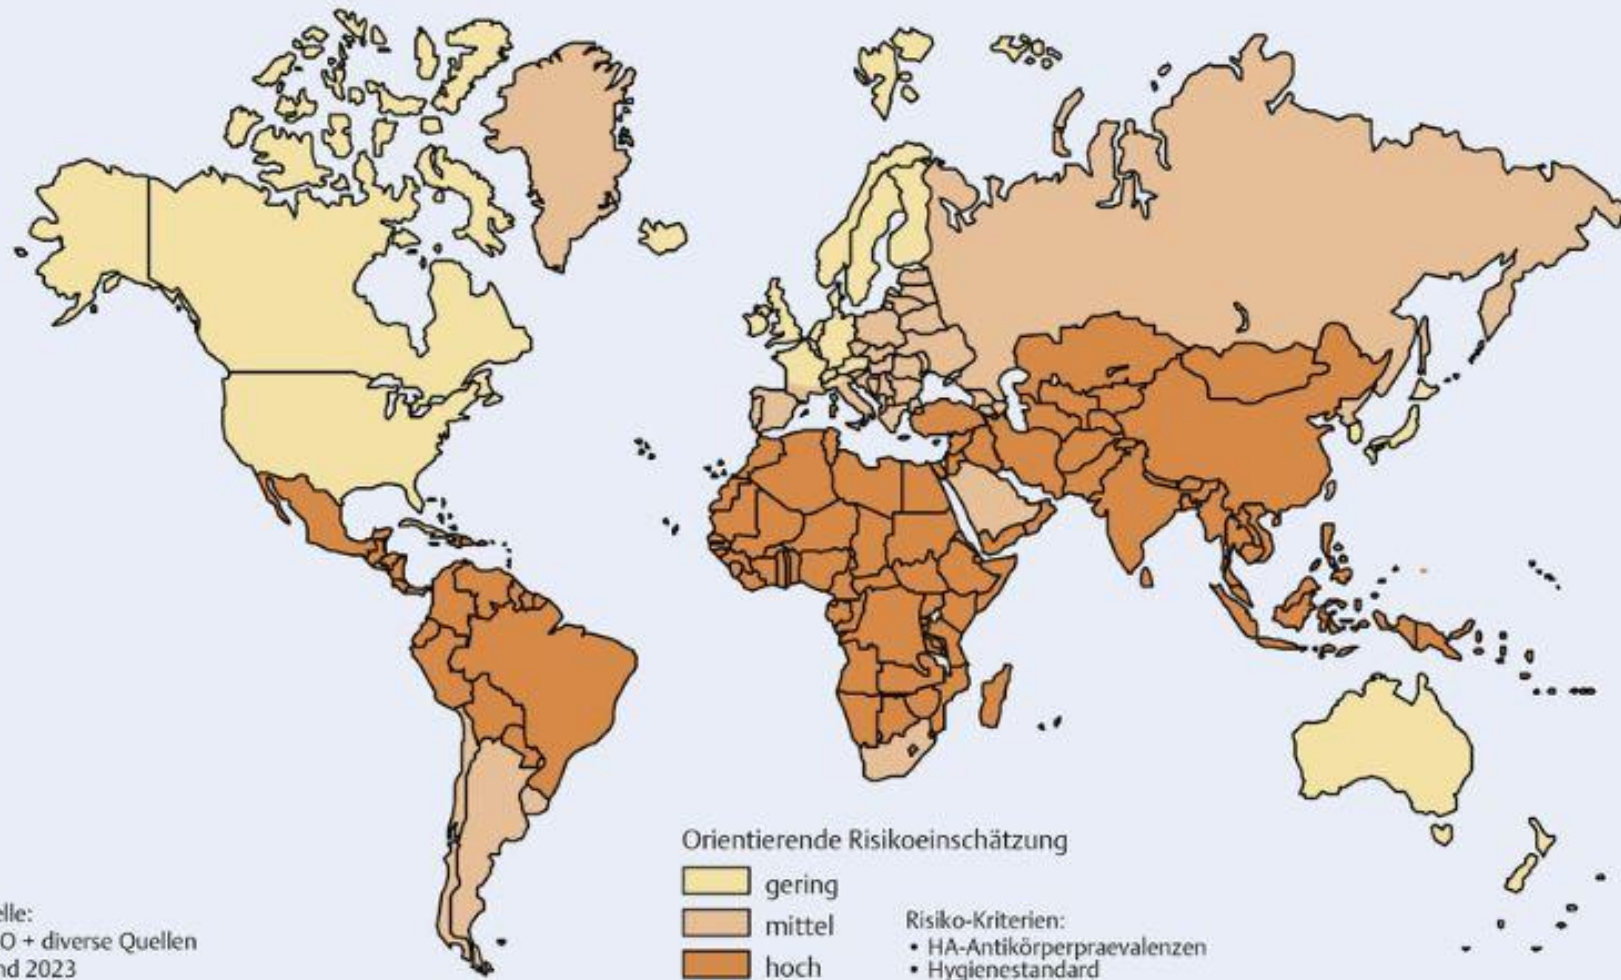 Orientierende Risikoeinschätzung
gering
mittel
hoch
Risiko-Kriterien:
• HA-Antikörperpraevalenzen
• Hygienestandard
elle:
O + diverse Quellen
nd 2023